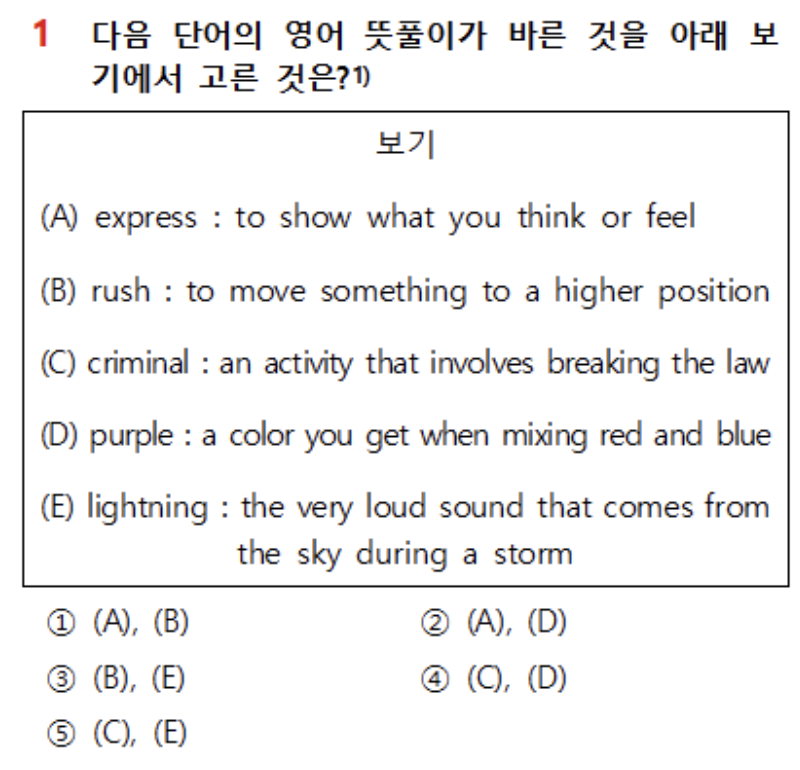 1 다음 단어의 영어 뜻풀이가 바른 것을 아래 보
기에서 고른 것은?1)
보기
(A) express : to show what you think or feel
(B) rush : to move something to a higher position
(C) criminal : an activity that involves breaking the law
(D) purple : a color you get when mixing red and blue
(E) lightning : the very loud sound that comes from
the sky during a storm
① (A), (B) ② (A), (D)
③ (B), (E) ④ (C), (D)
⑤ (C), (E)